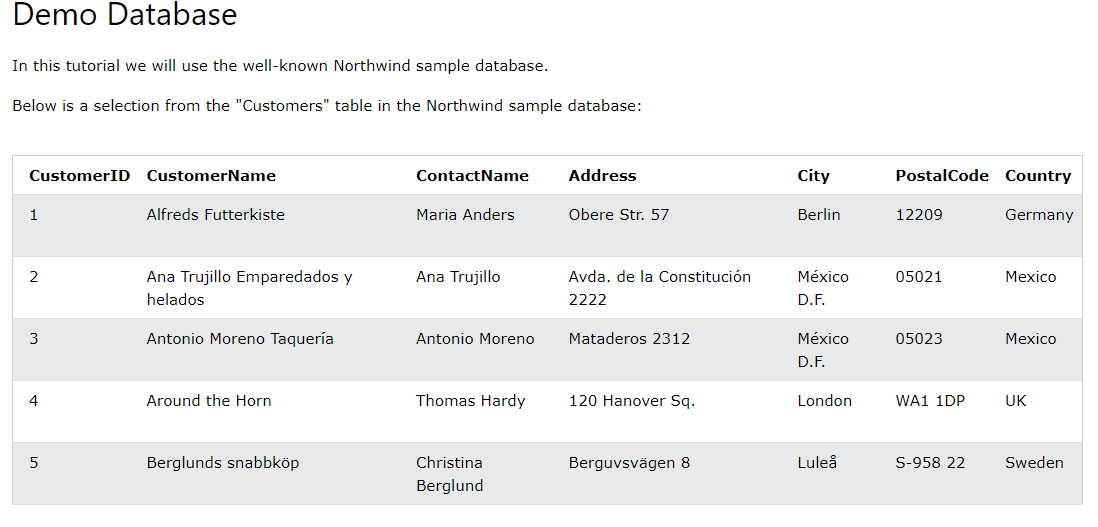 Demo Database
In this tutorial we will use the well-known Northwind sample database.
Below is a selection from the "Customers" table in the Northwind sample database:
CustomerID CustomerName ContactName Address City PostalCode Country
1 Alfreds Futterkiste Maria Anders Obere Str. 57 Berlin 12209 Germany
2 Ana Trujillo Emparedados y Ana Trujillo Avda. de la Constitución México 05021 Mexico
helados 2222 D.F.
3 Antonio Moreno Taquería Antonio Moreno Mataderos 2312 México 05023 Mexico
D.F.
4 Around the Horn Thomas Hardy 120 Hanover Sq. London WA1 1DP UK
5 Berglunds snabbköp Christina Berguvsvägen 8 Luleå S-958 22 Sweden
Berglund